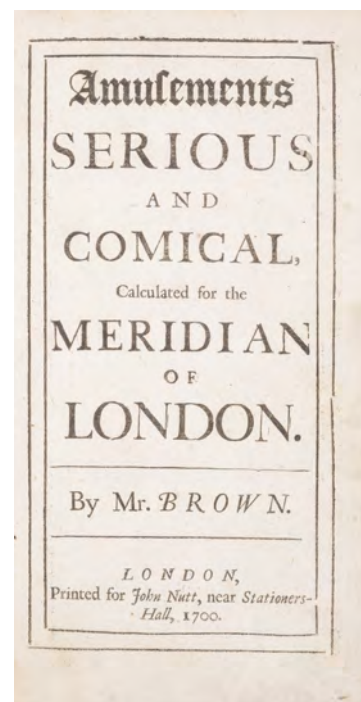 Amuſements
SERIOUS
AND
COMICAL,
Calculated for the
MERIDIAN
OF
LONDON.
By Mr. BROWN.
LONDON,
Printed for John Nutt, near Stationers-
Hall, 1700.